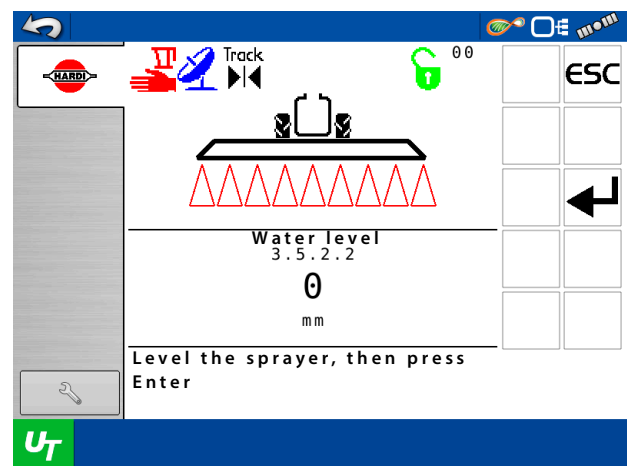 Track
00
HARDI
ESC
Water level
3.5.2.2
0
mm
Level the sprayer, then press
Enter
UT